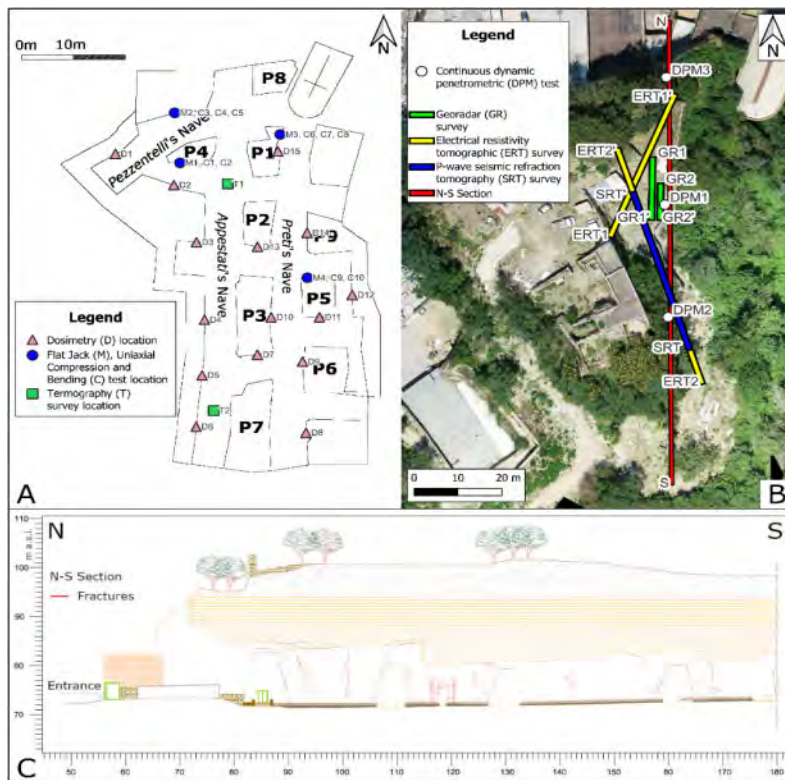 A
0m 10m
N
P8
M2; C3, C4, C5
Pezzentelli's Nave
D1
P4
M1, C1, C2
D2
T1
M3, C6, C7, C8
P1
D15
Appestati's Nave
Preti's Nave
P2
D3
D13
D14
P9
M4, C9, C10
P5
D12
P3
D4
D10
D11
D7
D9
P6
D5
T2
D6
P7
D8
Legend
Dosimetry (D) location
Flat Jack (M), Uniaxial
Compression and
Bending (C) test location
Termography (T)
survey location
B
Legend
Continuous dynamic
penetrometric (DPM) test
Georadar (GR)
survey
Electrical resistivity
tomographic (ERT) survey
P-wave seismic refraction
tomography (SRT) survey
N-S Section
N
N
DPM3
ERT1'
ERT2'
GR1
GR2
SRT'
DPM1
GR1'
GR2'
ERT1
DPM2
SRT
ERT2
S
0 10 20 m
C
N
S
110
100
90
80
70
N-S Section
Fractures
Entrance
50 60 70 80 90 100 110 120 130 140 150 160 170 180